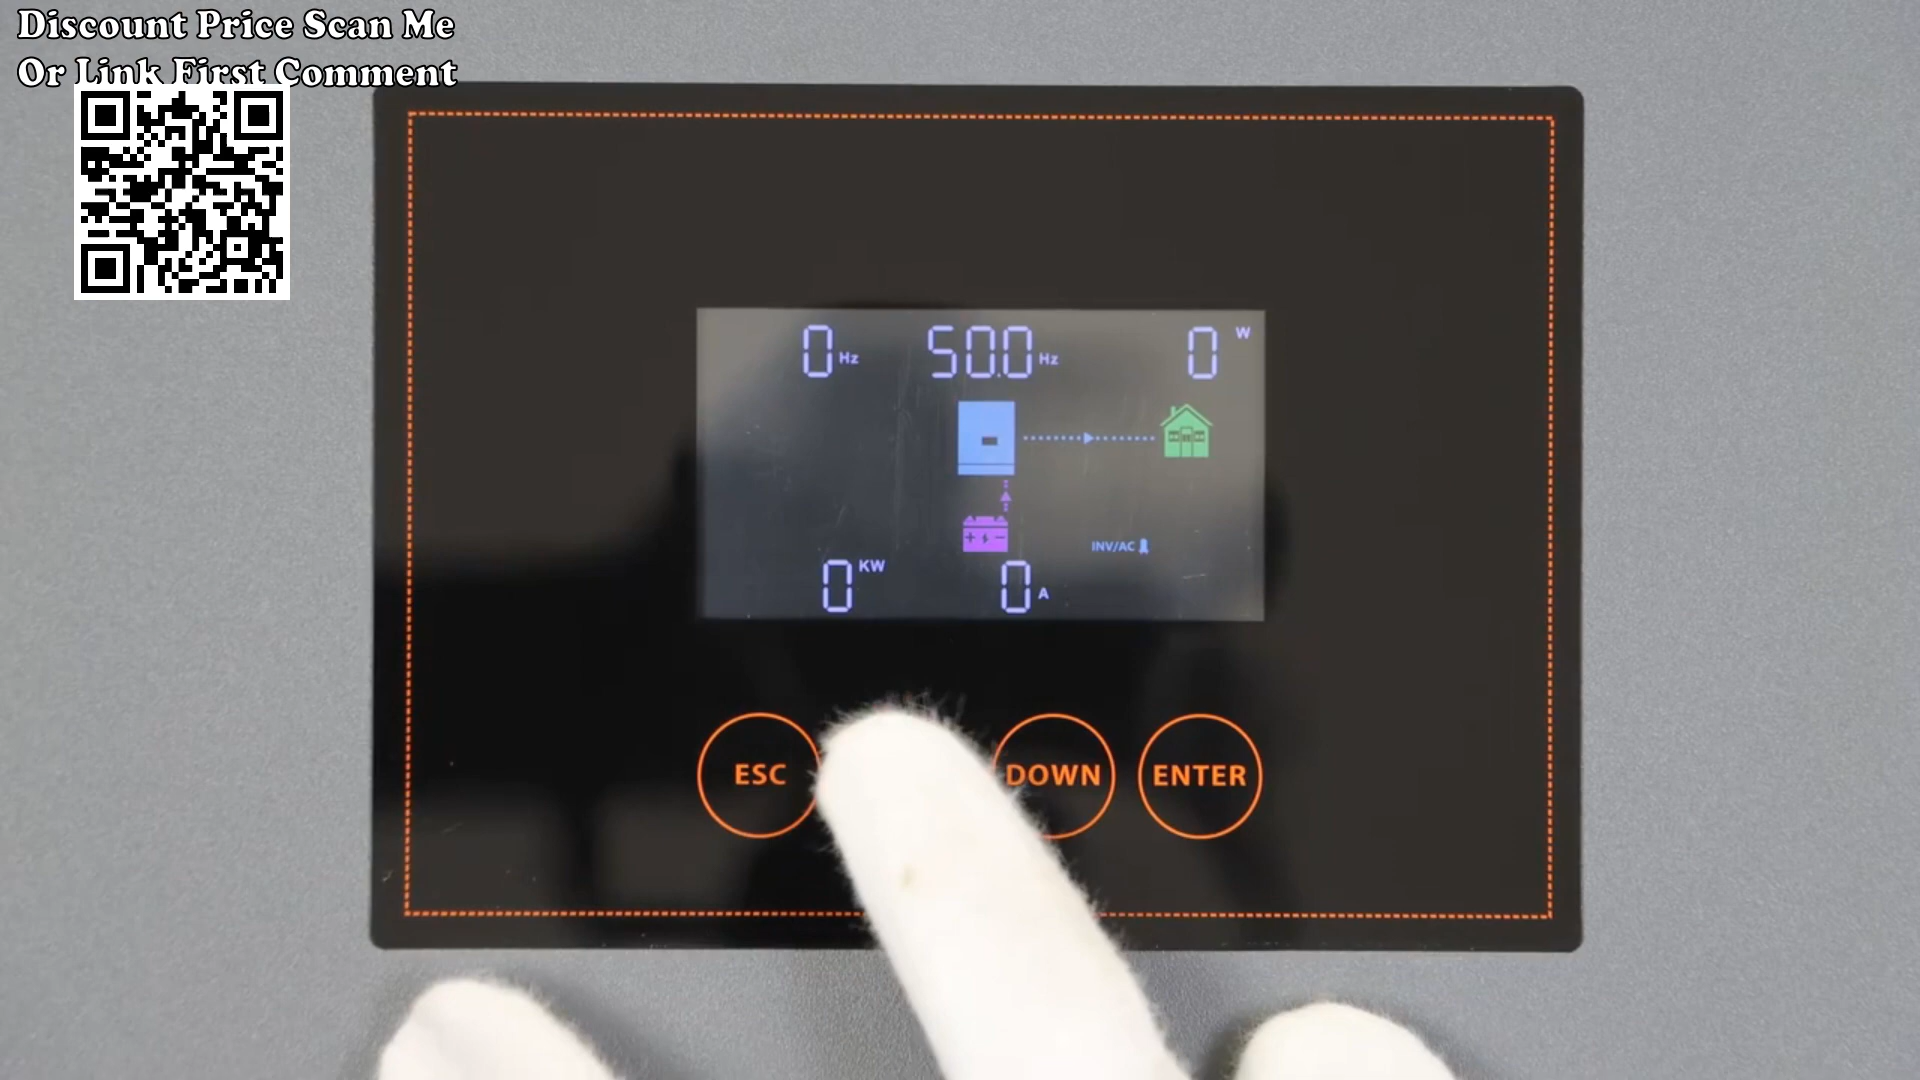 Discount Price Scan Me
Or Link First Comment
0 Hz 50.0 Hz 0 W
INV/AC
0 KW 0 A
ESC DOWN ENTER